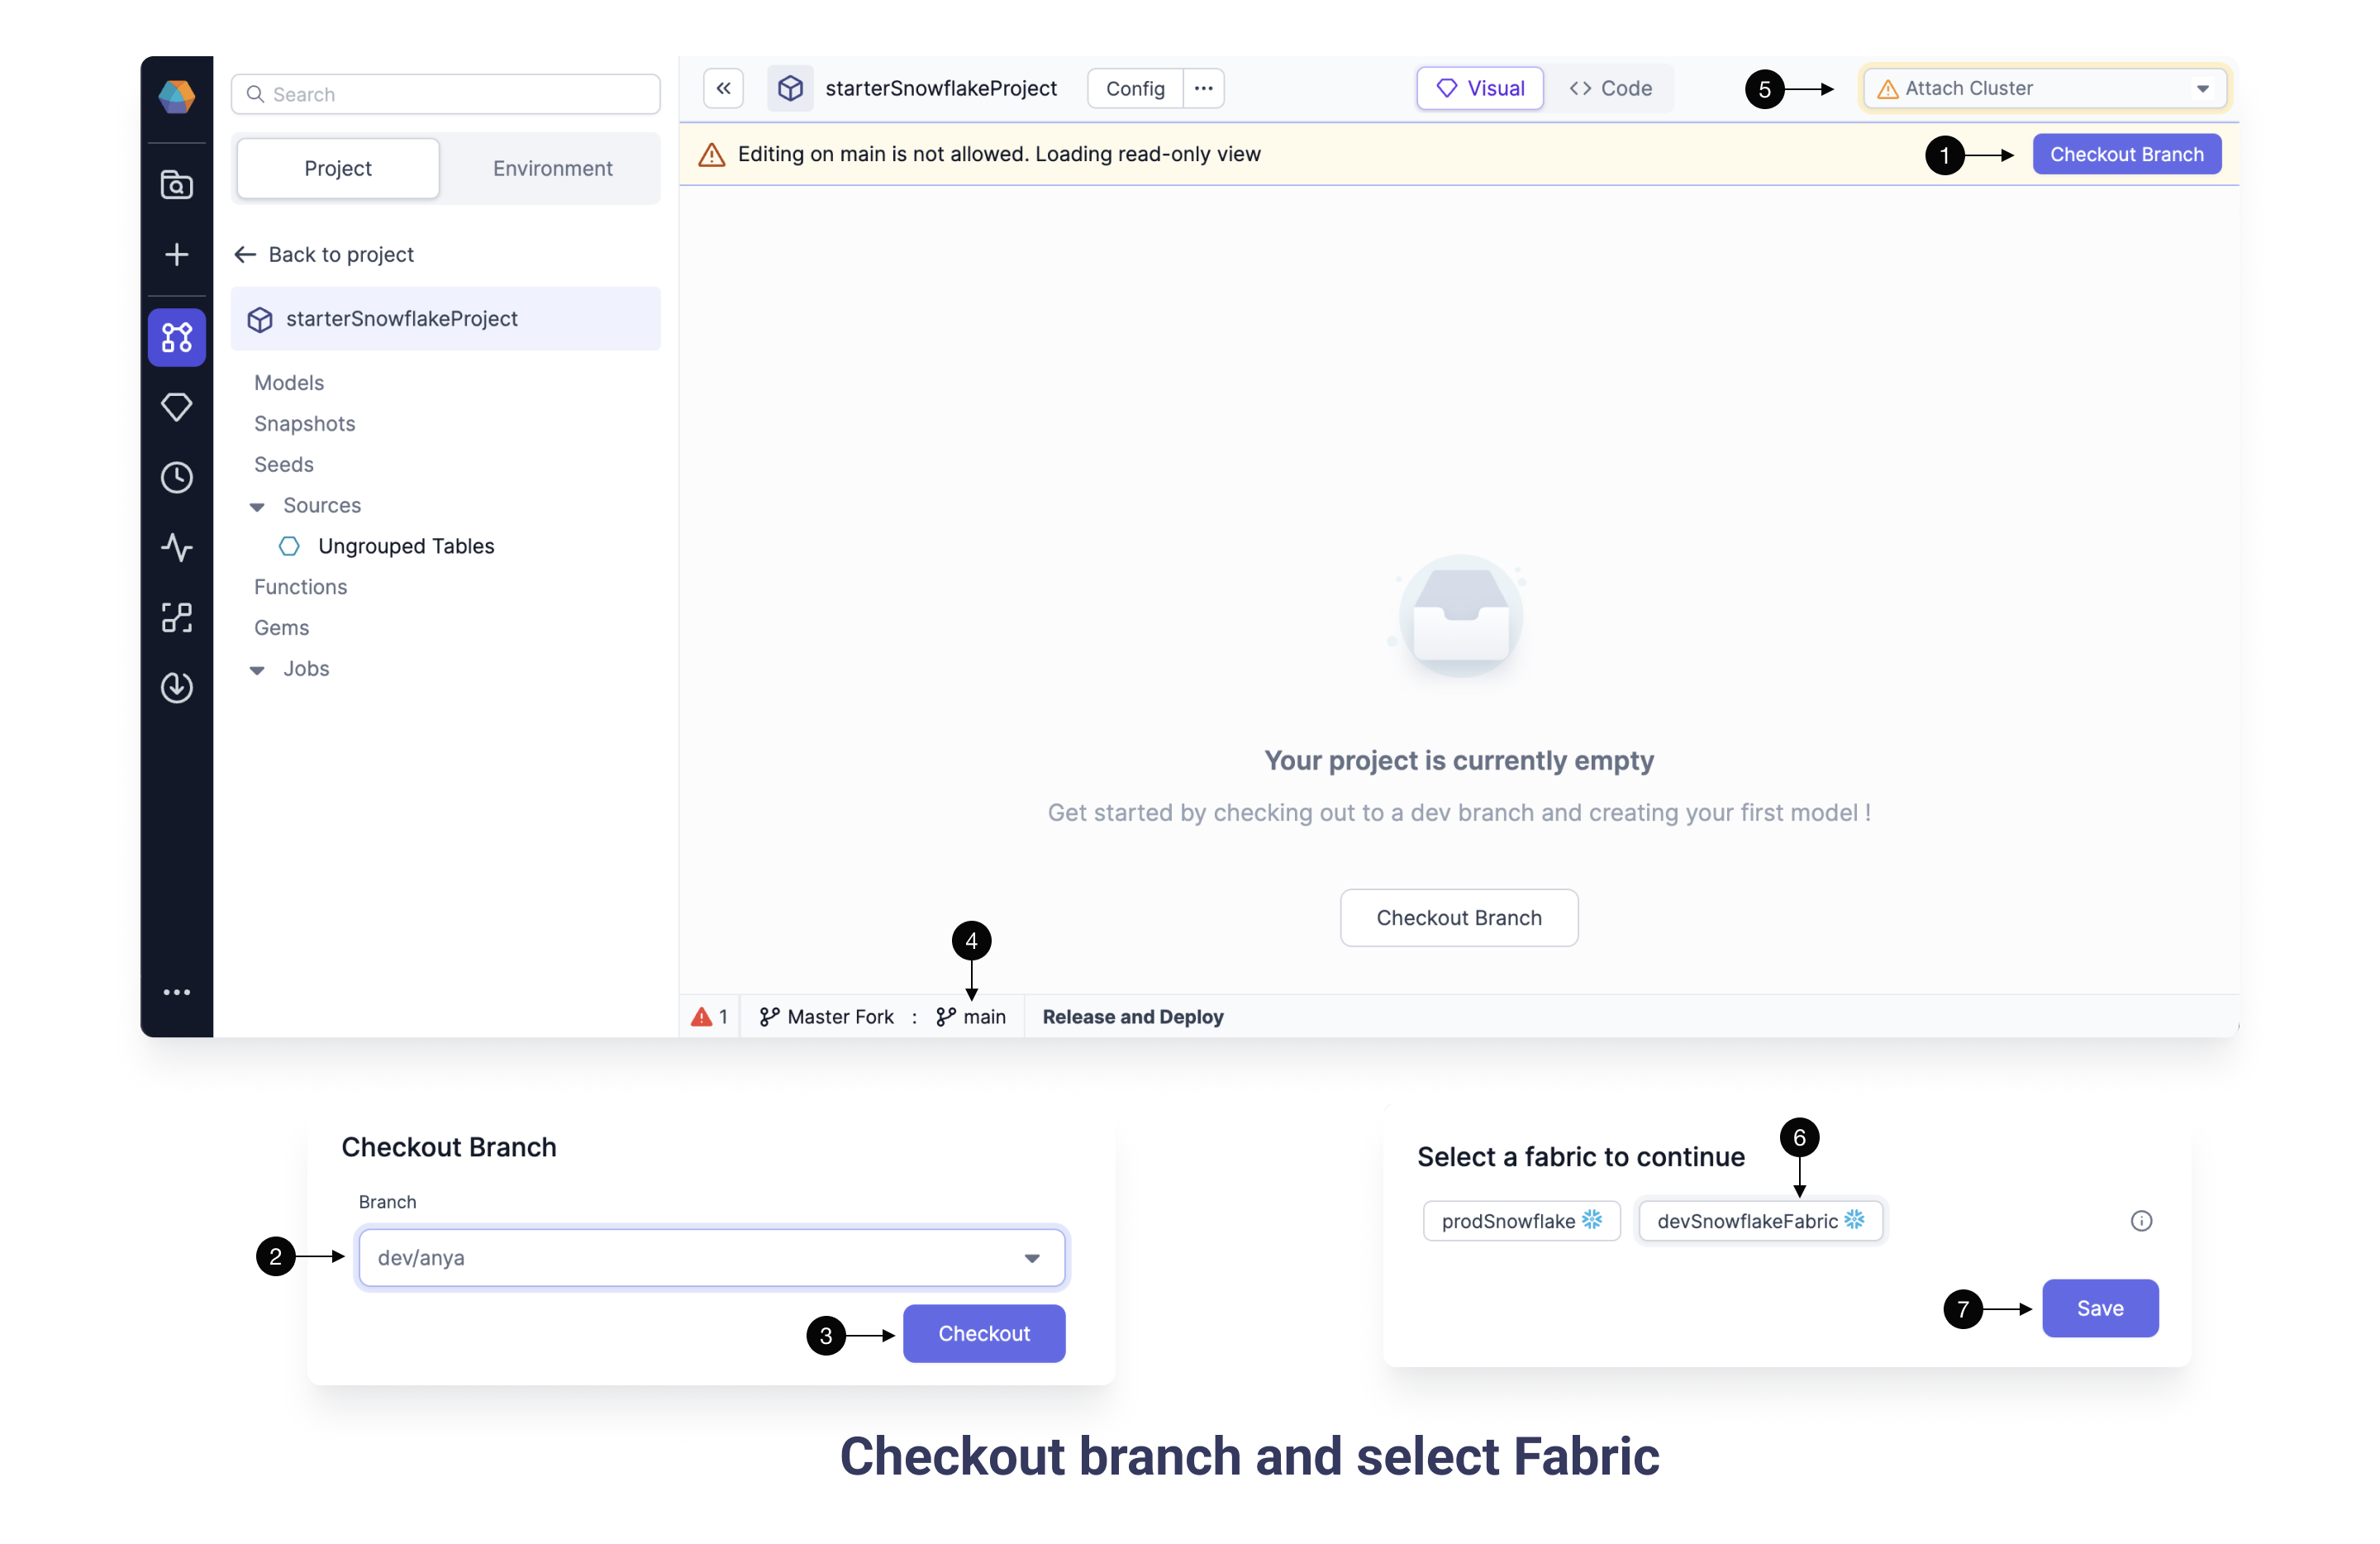 Search
Project
Environment
Back to project
starterSnowflakeProject
Models
Snapshots
Seeds
Sources
Ungrouped Tables
Functions
Gems
Jobs
starterSnowflakeProject
Config
Visual
Code
5
Attach Cluster
Editing on main is not allowed. Loading read-only view
1
Checkout Branch
Your project is currently empty
Get started by checking out to a dev branch and creating your first model !
Checkout Branch
4
1
Master Fork : main
Release and Deploy
Checkout Branch
Branch
2
dev/anya
3
Checkout
Select a fabric to continue
6
prodSnowflake
devSnowflakeFabric
7
Save
Checkout branch and select Fabric